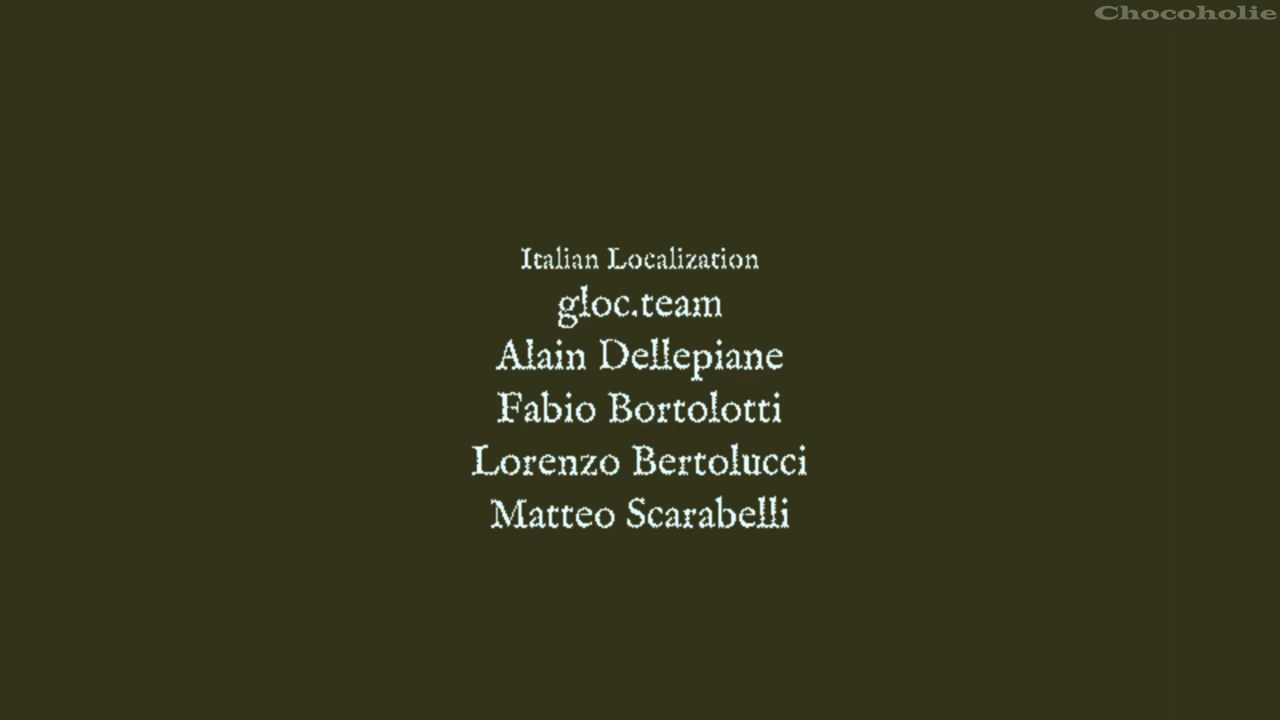 Chocoholie
Italian Localization
gloc.team
Alain Dellepiane
Fabio Bortolotti
Lorenzo Bertolucci
Matteo Scarabelli